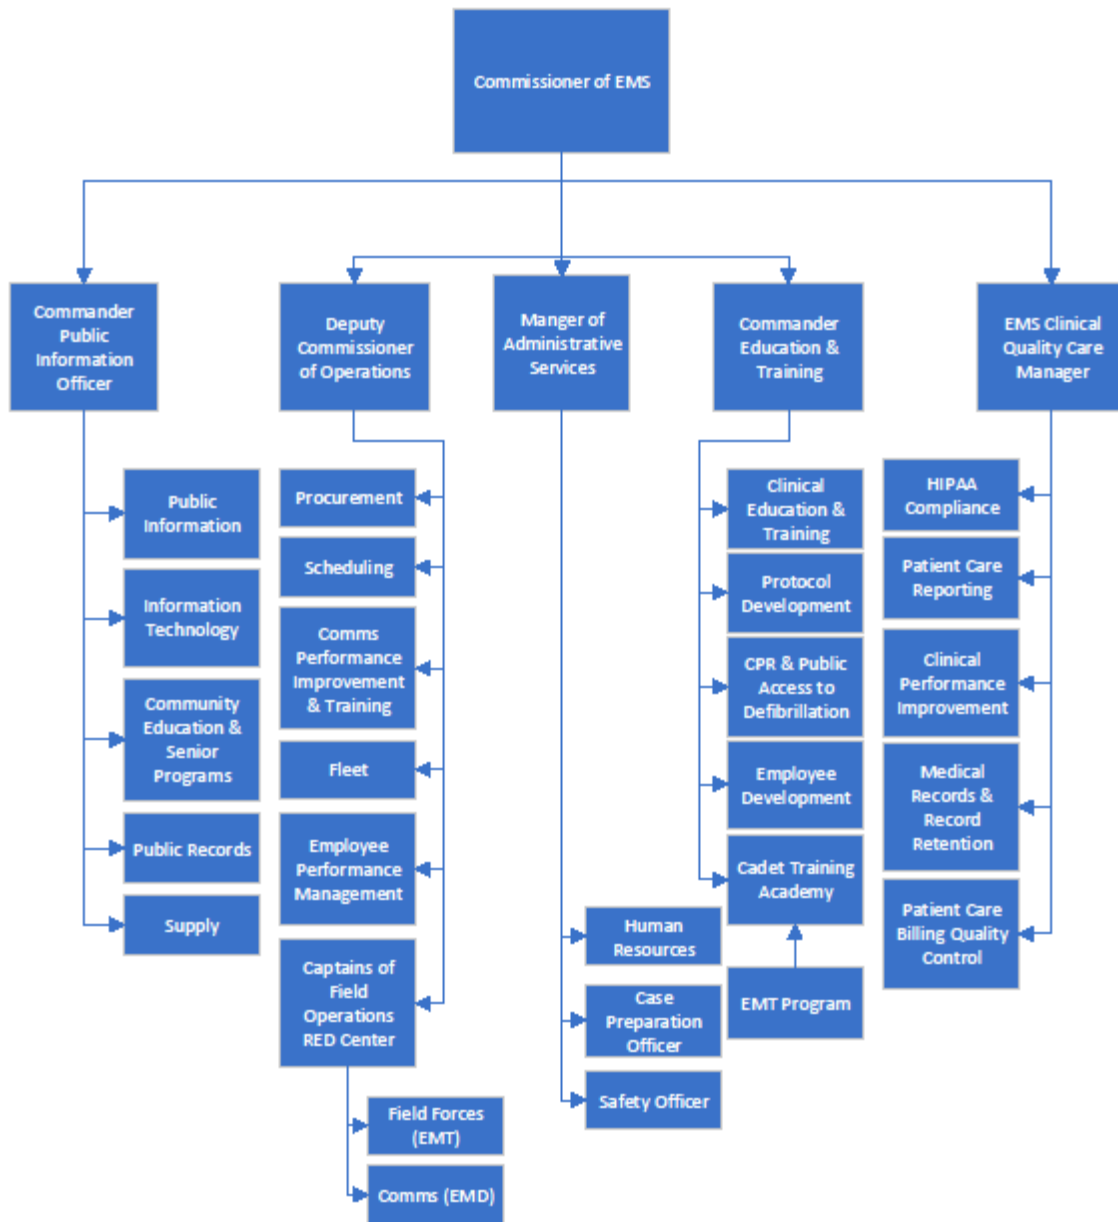 Commissioner of EMS
Commander
Public
Information
Officer
Deputy
Commissioner
of Operations
Manger of
Administrative
Services
Commander
Education &
Training
EMS Clinical
Quality Care
Manager
Public
Information
Information
Technology
Community
Education &
Senior
Programs
Public Records
Supply
Procurement
Scheduling
Comms
Performance
Improvement
& Training
Fleet
Employee
Performance
Management
Captains of
Field
Operations
RED Center
Field Forces
(EMT)
Comms (EMD)
Human
Resources
Case
Preparation
Officer
Safety Officer
Clinical
Education &
Training
Protocol
Development
CPR & Public
Access to
Defibrillation
Employee
Development
Cadet Training
Academy
EMT Program
HIPAA
Compliance
Patient Care
Reporting
Clinical
Performance
Improvement
Medical
Records &
Record
Retention
Patient Care
Billing Quality
Control